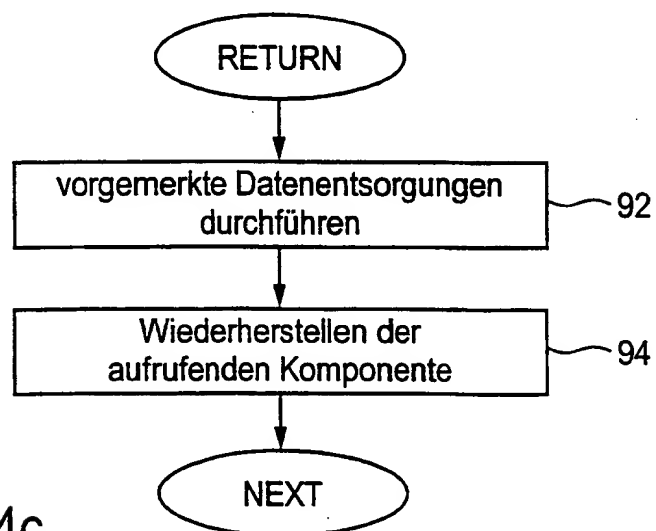 RETURN
vorgemerkte Datenentsorgungen
durchführen
92
Wiederherstellen der
aufrufenden Komponente
94
NEXT
4c